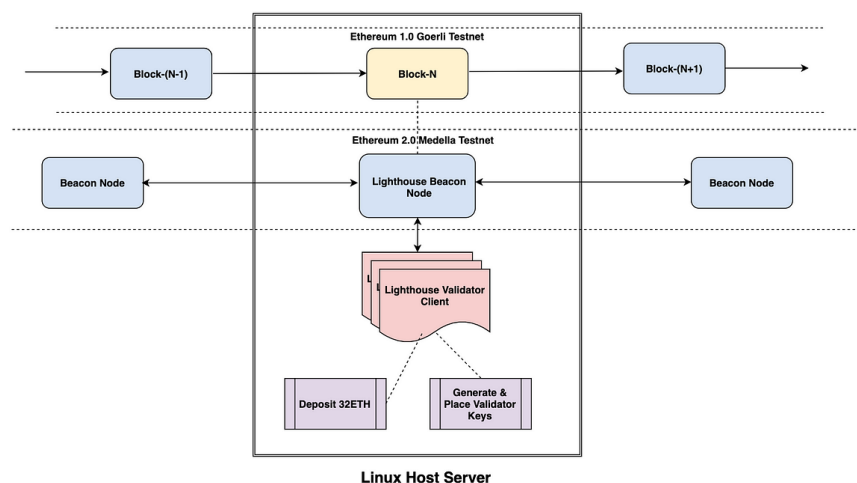 Ethereum 1.0 Goerli Testnet
Block-(N-1)
Block-N
Block-(N+1)
Ethereum 2.0 Medella Testnet
Beacon Node
Lighthouse Beacon
Node
Beacon Node
L
L
Lighthouse Validator
Client
Deposit 32ETH
Generate &
Place Validator
Keys
Linux Host Server